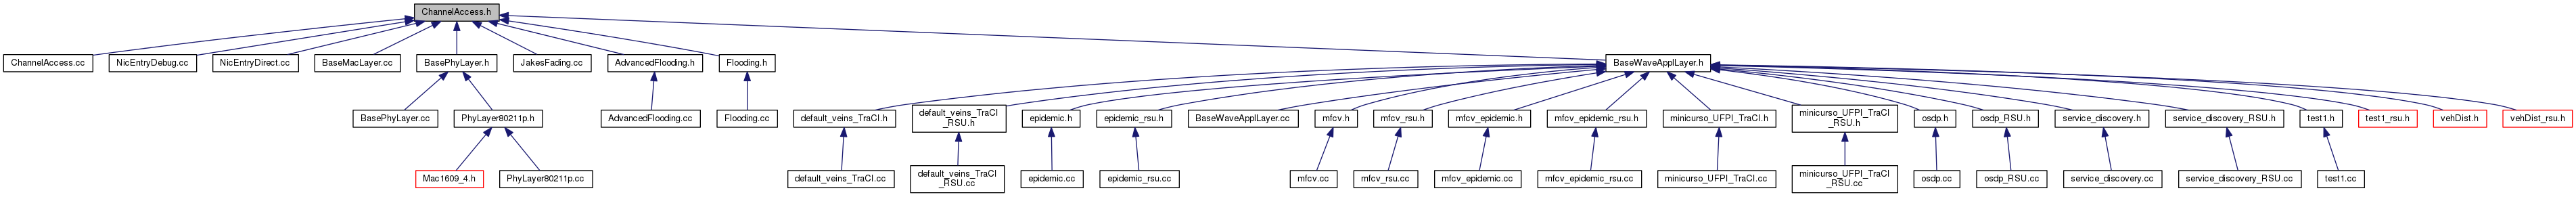 ChannelAccess.h
ChannelAccess.cc
NicEntryDebug.cc
NicEntryDirect.cc
BaseMacLayer.cc
BasePhyLayer.h
JakesFading.cc
AdvancedFlooding.h
Flooding.h
BaseWaveApplLayer.h
BasePhyLayer.cc
PhyLayer80211p.h
AdvancedFlooding.cc
Flooding.cc
default_veins_TraCI.h
default_veins_TraCI
_RSU.h
epidemic.h
epidemic_rsu.h
BaseWaveApplLayer.cc
mfcv.h
mfcv_rsu.h
mfcv_epidemic.h
mfcv_epidemic_rsu.h
minicurso_UFPI_TraCI.h
minicurso_UFPI_TraCI
_RSU.h
osdp.h
osdp_RSU.h
service_discovery.h
service_discovery_RSU.h
test1.h
test1_rsu.h
vehDist.h
vehDist_rsu.h
Mac1609_4.h
PhyLayer80211p.cc
default_veins_TraCI.cc
default_veins_TraCI
_RSU.cc
epidemic.cc
epidemic_rsu.cc
mfcv.cc
mfcv_rsu.cc
mfcv_epidemic.cc
mfcv_epidemic_rsu.cc
minicurso_UFPI_TraCI.cc
minicurso_UFPI_TraCI
_RSU.cc
osdp.cc
osdp_RSU.cc
service_discovery.cc
service_discovery_RSU.cc
test1.cc